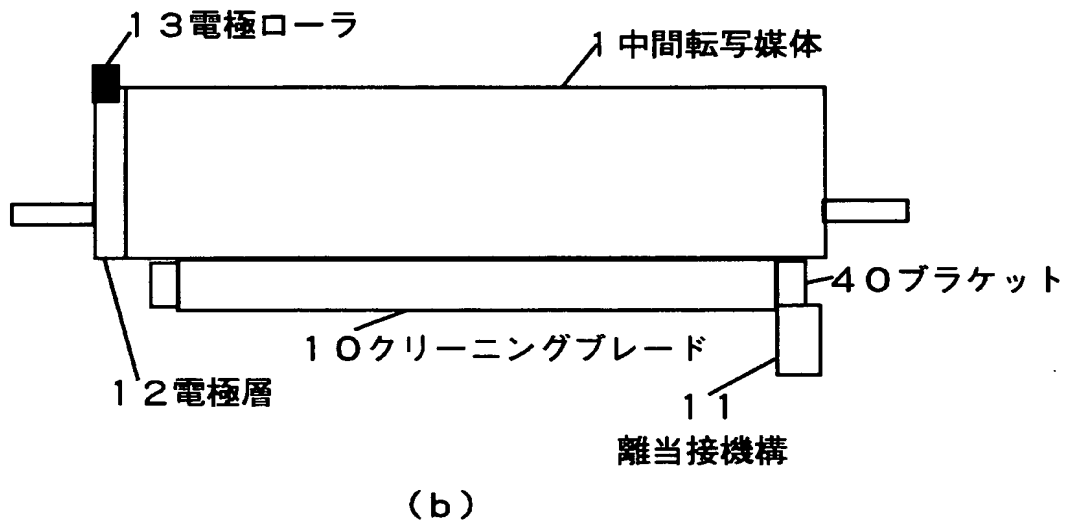 １３電極ローラ
１中間転写媒体
４０ブラケット
１０クリーニングブレード
１２電極層
１１
離当接機構
（ｂ）